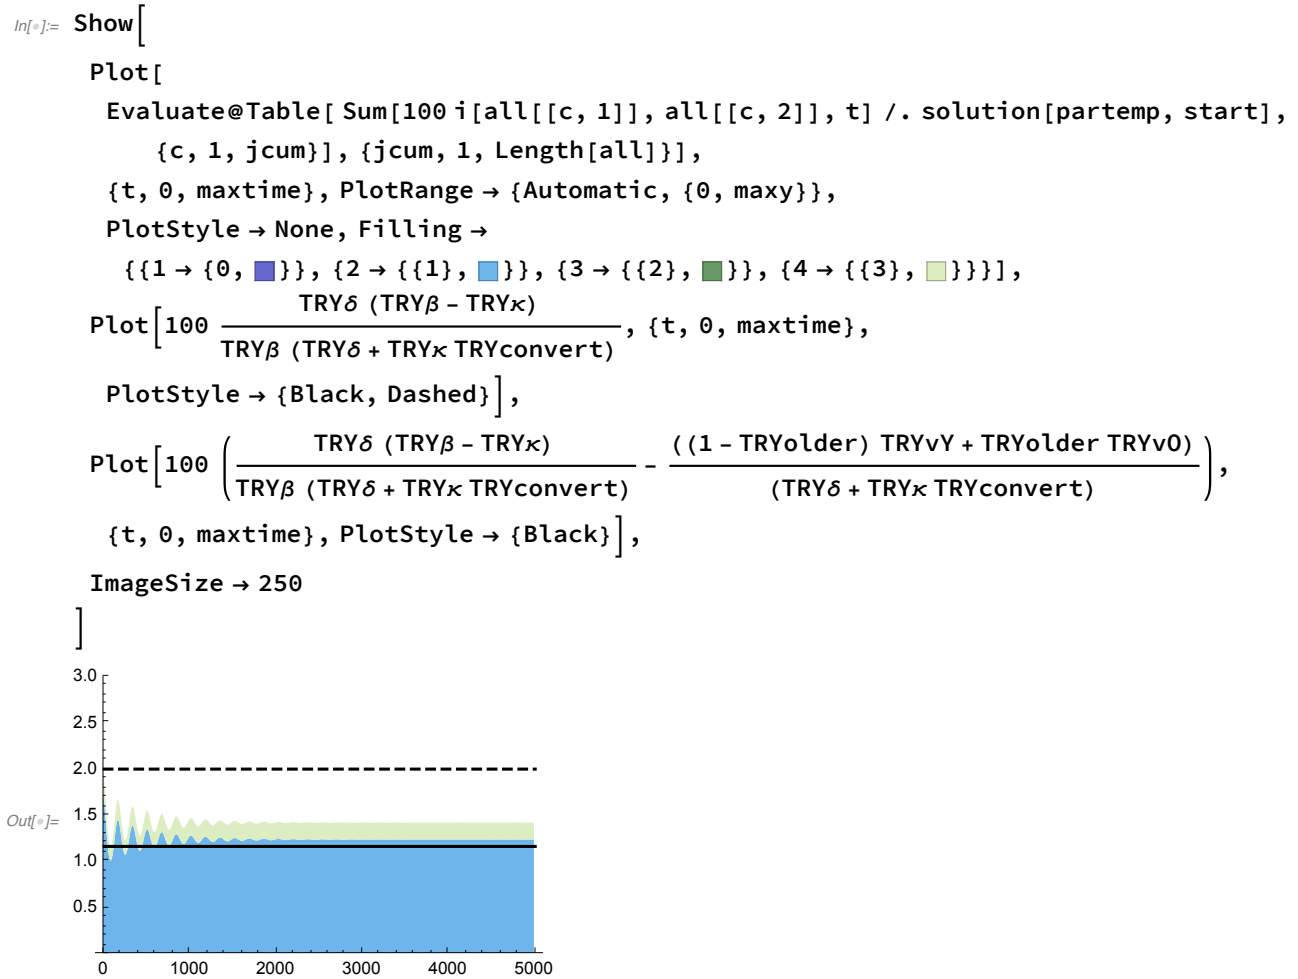 In[•]:= Show[
Plot[
Evaluate@Table[ Sum[100 i[all[[c, 1]], all[[c, 2]], t] /. solution[partemp, start],
{c, 1, jcum}], {jcum, 1, Length[all]}],
{t, 0, maxtime}, PlotRange → {Automatic, {0, maxy}},
PlotStyle → None, Filling →
{{1 → {0, }}, {2 → {{1}, }}, {3 → {{2}, }}, {4 → {{3}, }}}],
TRYδ (TRYβ – TRYκ)
Plot[100 , {t, 0, maxtime},
TRYβ (TRYδ + TRYκ TRYconvert)
PlotStyle → {Black, Dashed}],
TRYδ (TRYβ – TRYκ) ((1 – TRYolder) TRYvY + TRYolder TRYvO)
Plot[100 ( – ),
TRYβ (TRYδ + TRYκ TRYconvert) (TRYδ + TRYκ TRYconvert)
{t, 0, maxtime}, PlotStyle → {Black}],
ImageSize → 250
]
3.0
2.5
2.0
1.5
Out[•]=
1.0
0.5
0 1000 2000 3000 4000 5000